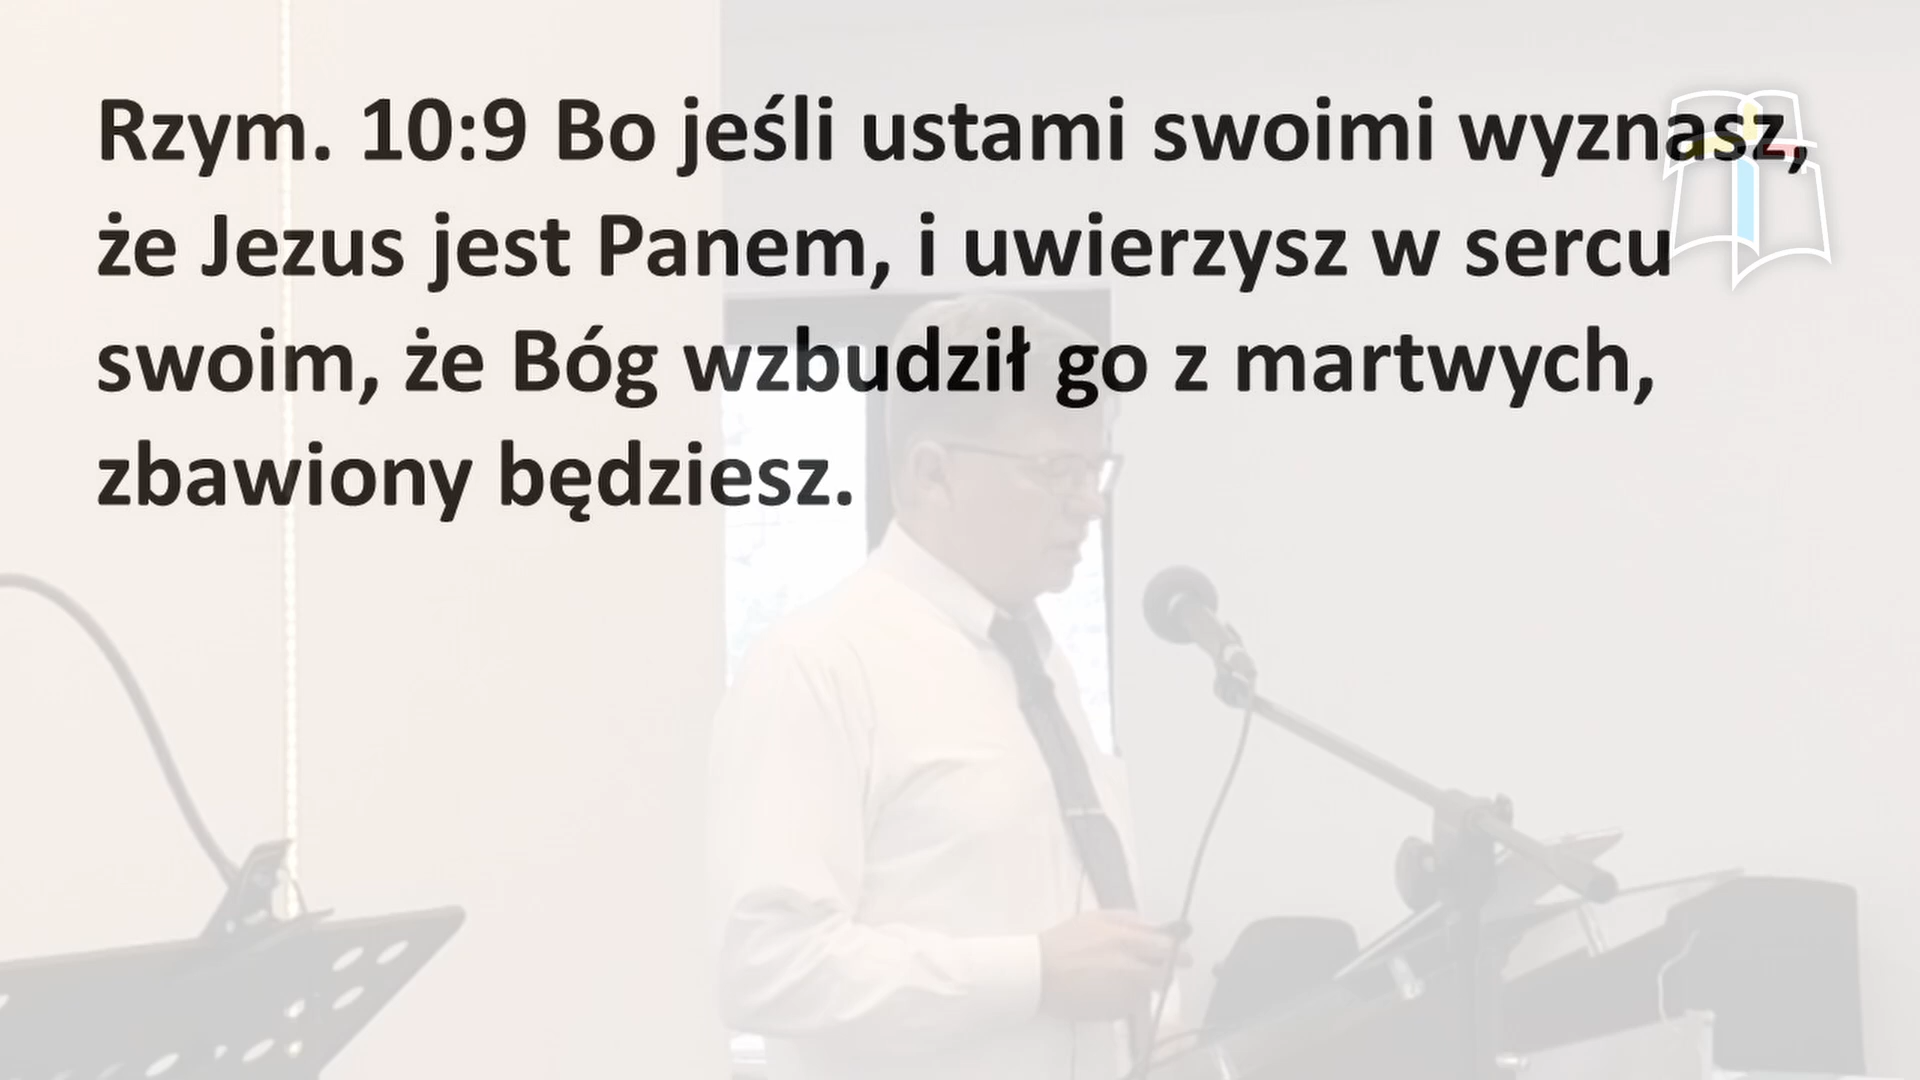 Rzym. 10:9 Bo jeśli ustami swoimi wyznasz,
że Jezus jest Panem, i uwierzysz w sercu
swoim, że Bóg wzbudził go z martwych,
zbawiony będziesz.